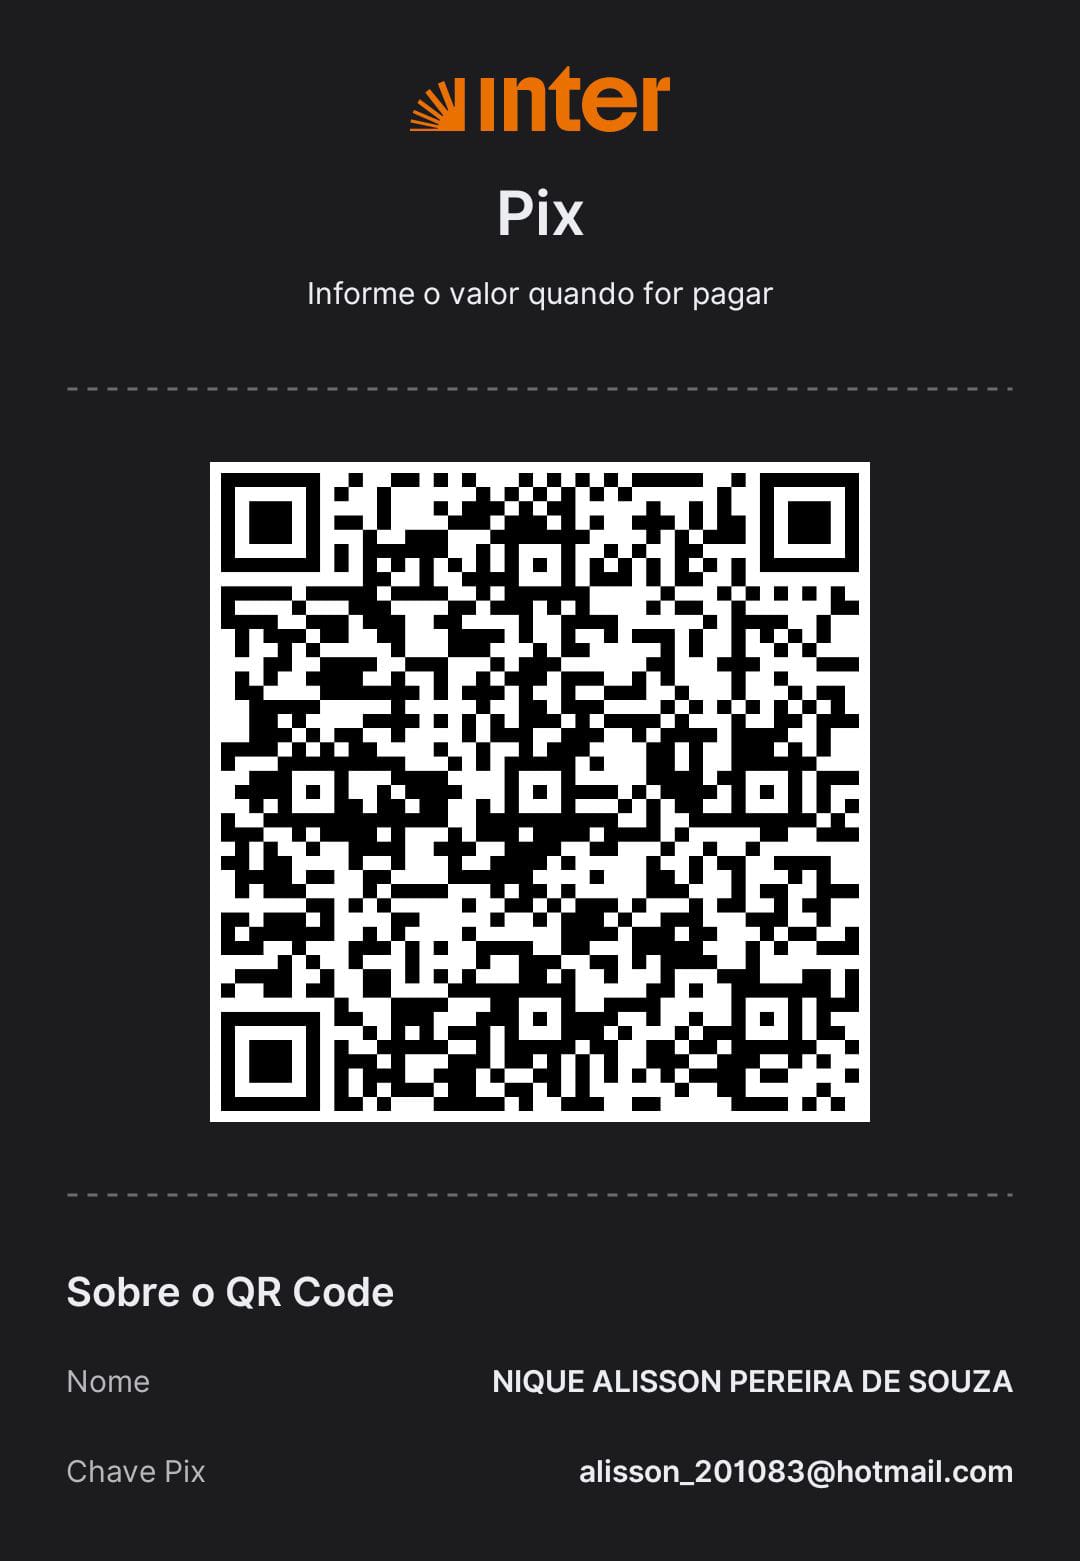 inter
Pix
Informe o valor quando for pagar
Sobre o QR Code
Nome NIQUE ALISSON PEREIRA DE SOUZA
Chave Pix alisson_201083@hotmail.com